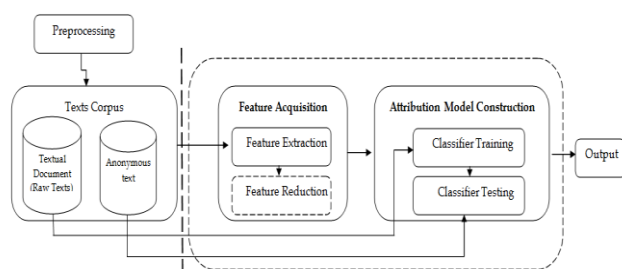 Preprocessing
Texts Corpus
Textual
Document
(Raw Texts)
Anonymous
text
Feature Acquisition
Feature Extraction
Feature Reduction
Attribution Model Construction
Classifier Training
Classifier Testing
Output